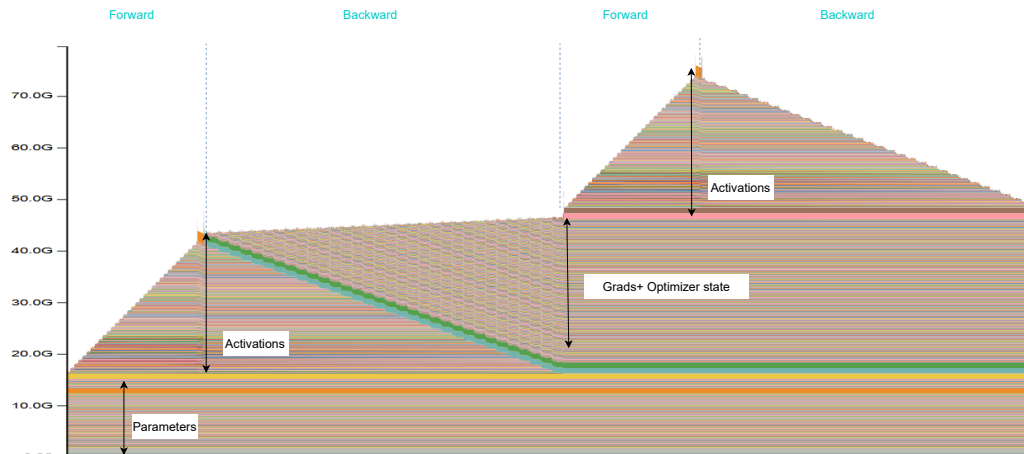 Forward
Backward
Forward
Backward
70.0G
60.0G
50.0G
40.0G
30.0G
20.0G
10.0G
Activations
Grads+ Optimizer state
Activations
Parameters